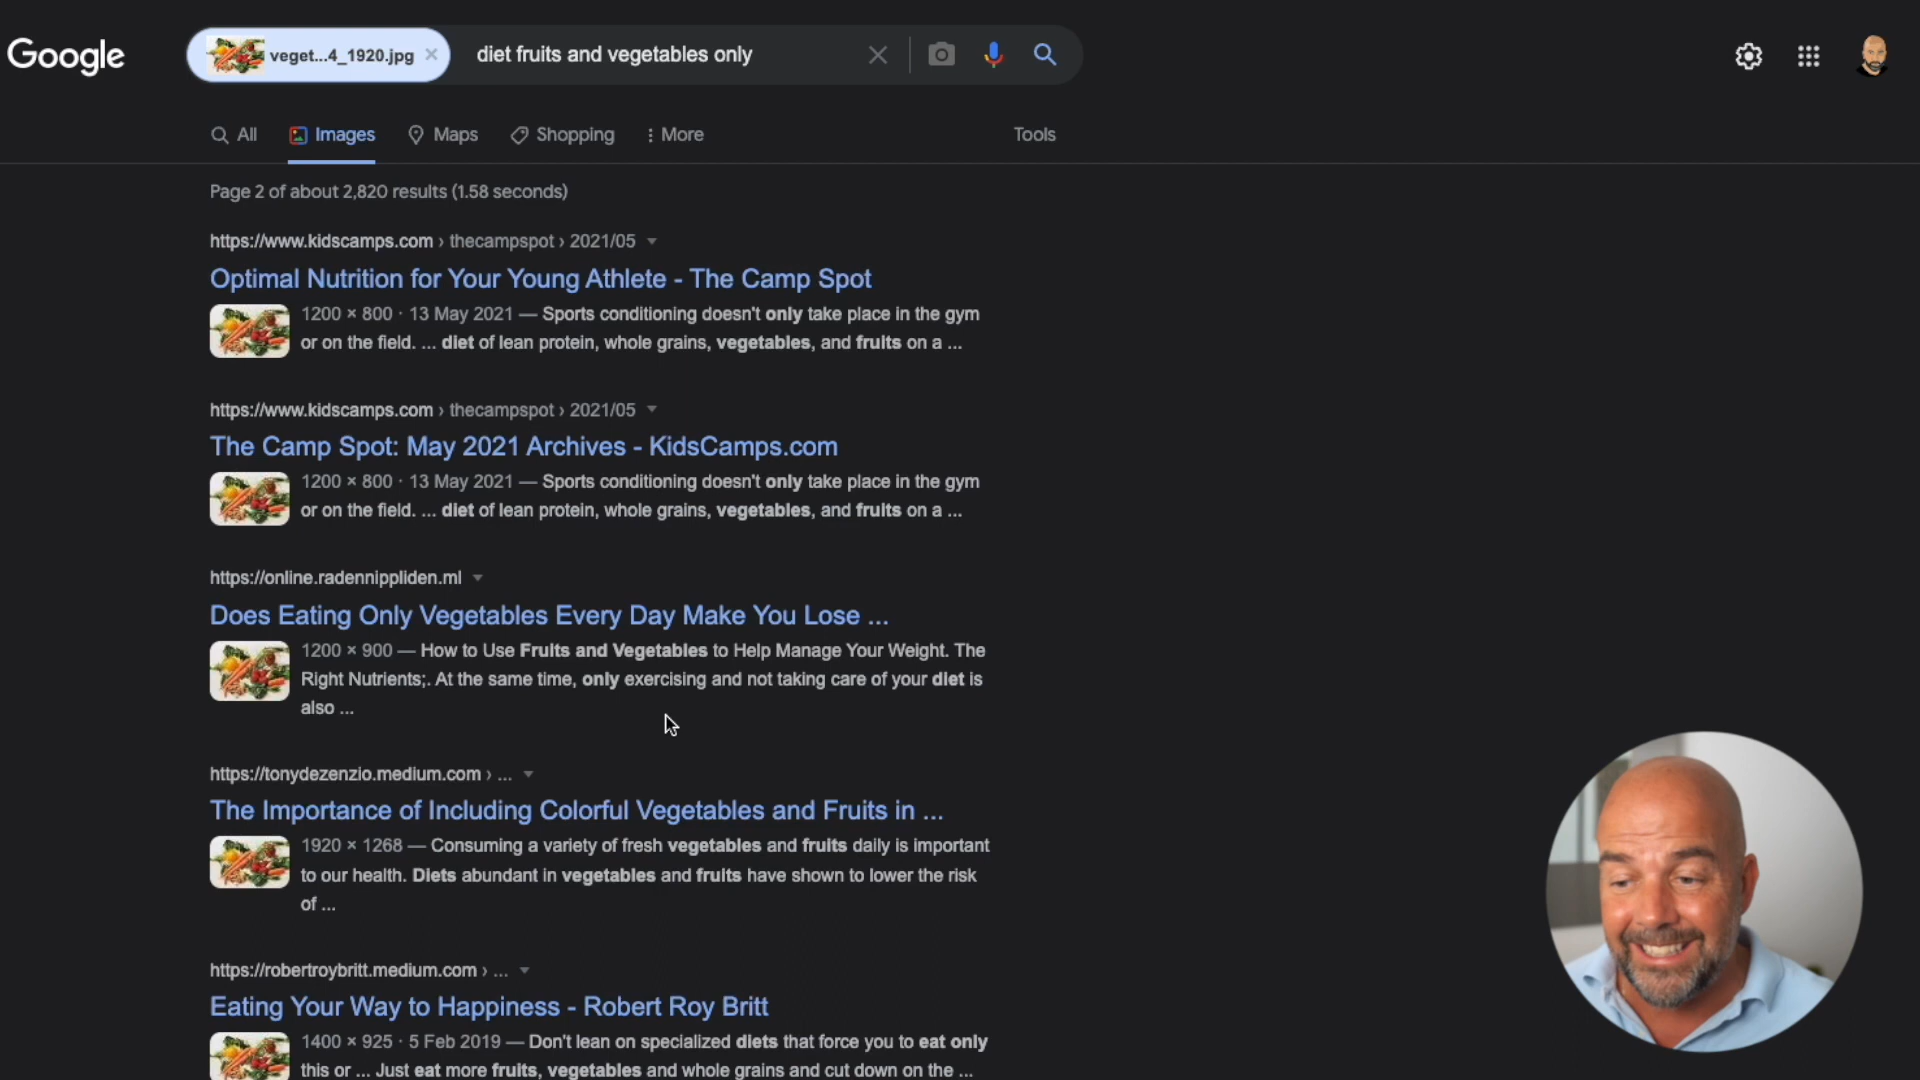 Google
veget...4_1920.jpg
diet fruits and vegetables only
All
Images
Maps
Shopping
More
Tools
Page 2 of about 2,820 results (1.58 seconds)
https://www.kidscamps.com › thecampspot › 2021/05
Optimal Nutrition for Your Young Athlete - The Camp Spot
1200 × 800 · 13 May 2021 — Sports conditioning doesn't only take place in the gym
or on the field. ... diet of lean protein, whole grains, vegetables, and fruits on a ...
https://www.kidscamps.com › thecampspot › 2021/05
The Camp Spot: May 2021 Archives - KidsCamps.com
1200 × 800 · 13 May 2021 — Sports conditioning doesn't only take place in the gym
or on the field. ... diet of lean protein, whole grains, vegetables, and fruits on a ...
https://online.radennippliden.ml
Does Eating Only Vegetables Every Day Make You Lose ...
1200 × 900 — How to Use Fruits and Vegetables to Help Manage Your Weight. The
Right Nutrients;. At the same time, only exercising and not taking care of your diet is
also ...
https://tonydezenzio.medium.com › ...
The Importance of Including Colorful Vegetables and Fruits in ...
1920 × 1268 — Consuming a variety of fresh vegetables and fruits daily is important
to our health. Diets abundant in vegetables and fruits have shown to lower the risk
of ...
https://robertroybritt.medium.com › ...
Eating Your Way to Happiness - Robert Roy Britt
1400 × 925 · 5 Feb 2019 — Don't lean on specialized diets that force you to eat only
this or ... Just eat more fruits, vegetables and whole grains and cut down on the ...